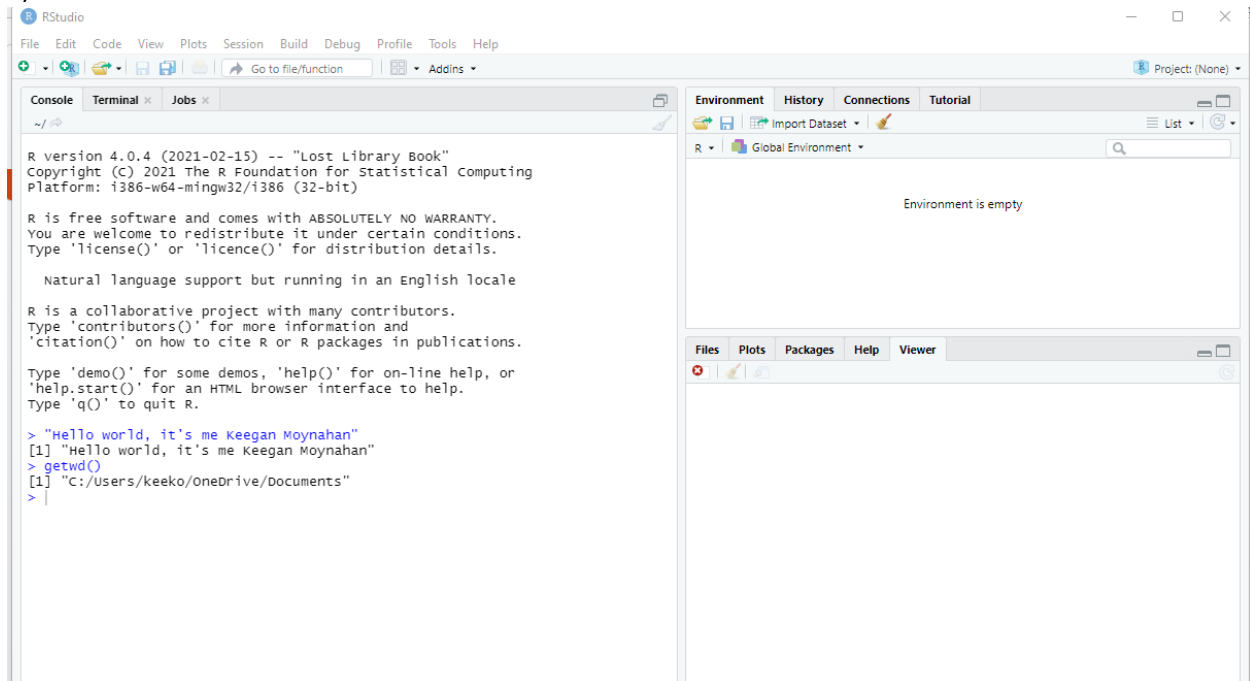 RStudio
File Edit Code View Plots Session Build Debug Profile Tools Help
Go to file/function Addins Project: (None)
Console Terminal Jobs
~/
R version 4.0.4 (2021-02-15) -- "Lost Library Book"
Copyright (C) 2021 The R Foundation for Statistical Computing
Platform: i386-w64-mingw32/i386 (32-bit)
R is free software and comes with ABSOLUTELY NO WARRANTY.
You are welcome to redistribute it under certain conditions.
Type 'license()' or 'licence()' for distribution details.
Natural language support but running in an English locale
R is a collaborative project with many contributors.
Type 'contributors()' for more information and
'citation()' on how to cite R or R packages in publications.
Type 'demo()' for some demos, 'help()' for on-line help, or
'help.start()' for an HTML browser interface to help.
Type 'q()' to quit R.
> "Hello world, it's me Keegan Moynahan"
[1] "Hello world, it's me Keegan Moynahan"
> getwd()
[1] "C:/Users/keeko/OneDrive/Documents"
>
Environment History Connections Tutorial
Import Dataset List
R Global Environment
Environment is empty
Files Plots Packages Help Viewer